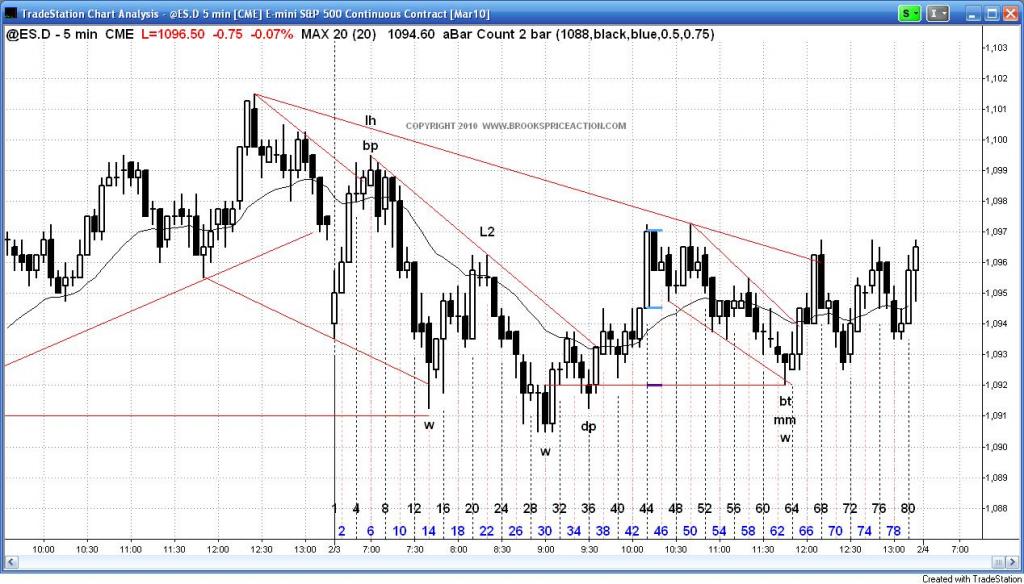 TradeStation Chart Analysis - @ES.D 5 min [CME] E-mini S&P 500 Continuous Contract [Mar10]
S
I
@ES.D - 5 min CME L=1096.50 -0.75 -0.07% MAX 20 (20) 1094.60 aBar Count 2 bar (1088,black,blue,0.5,0.75)
1,103
1,102
1,101
1,100
1,099
1,098
1,097
1,096
1,095
1,094
1,093
1,092
1,091
1,090
1,089
1,088
lh
COPYRIGHT 2010 WWW.BROOKSPRICEACTION.COM
bp
L2
bt
w
dp
mm
w
w
1 4 8 12 16 20 24 28 32 36 40 44 48 52 56 60 64 68 72 76 80
2 6 10 14 18 22 26 30 34 38 42 46 50 54 58 62 66 70 74 78
10:00 10:30 11:00 11:30 12:00 12:30 13:00 2/3 7:00 7:30 8:00 8:30 9:00 9:30 10:00 10:30 11:00 11:30 12:00 12:30 13:00 2/4 7:00
Created with TradeStation